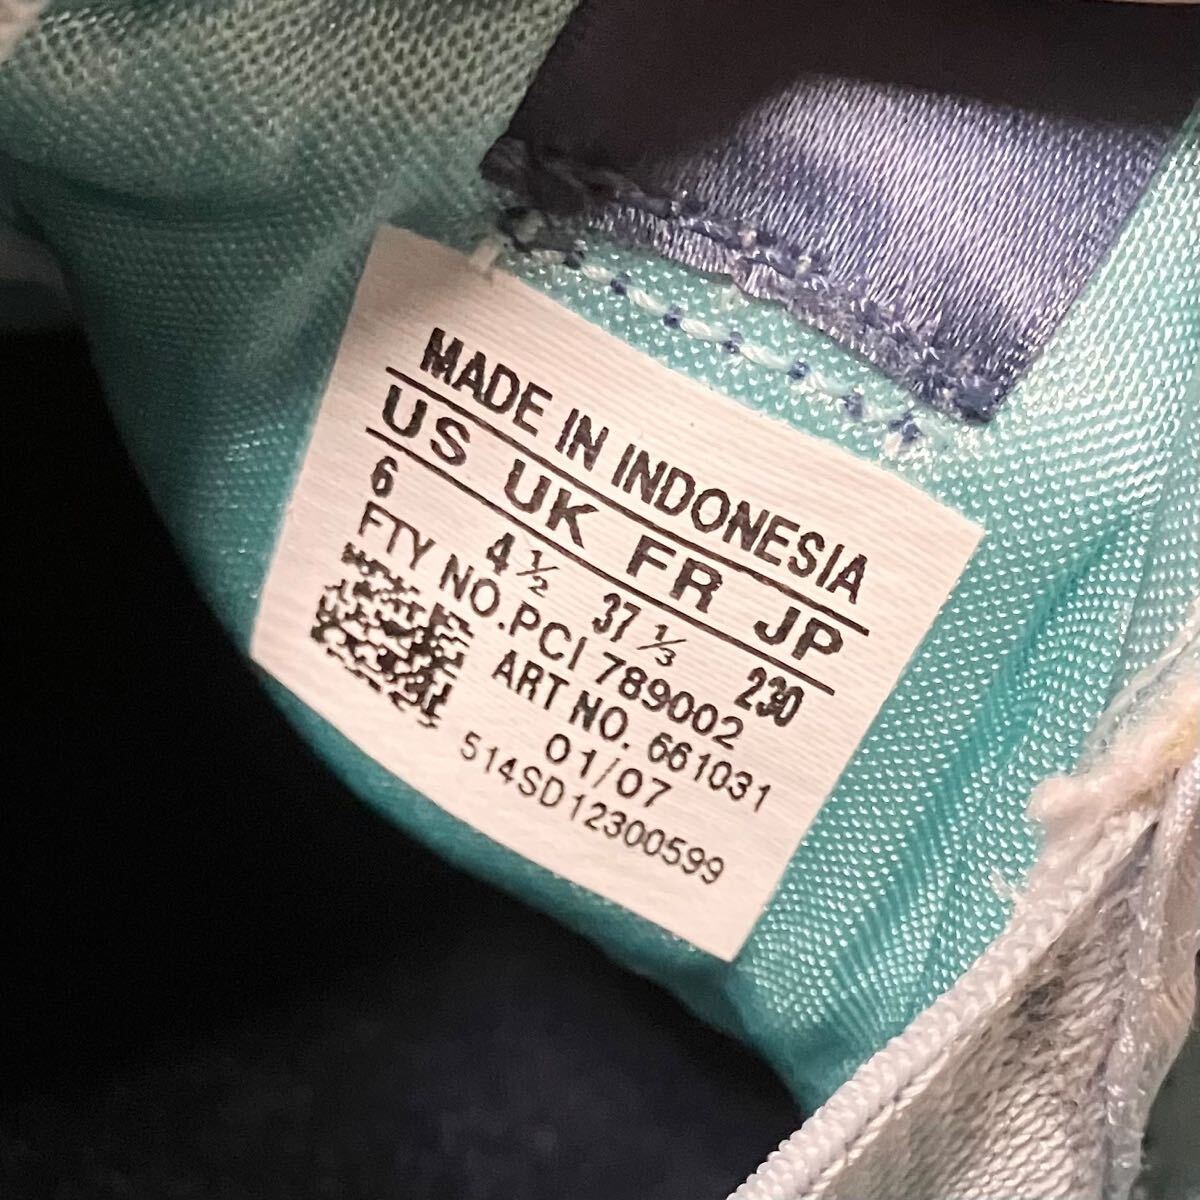 MADE IN INDONESIA
US UK FR JP
6 4 ½ 37 ⅓ 230
FTY NO.PCI 789002
ART NO. 661031
01/07
514SD12300599